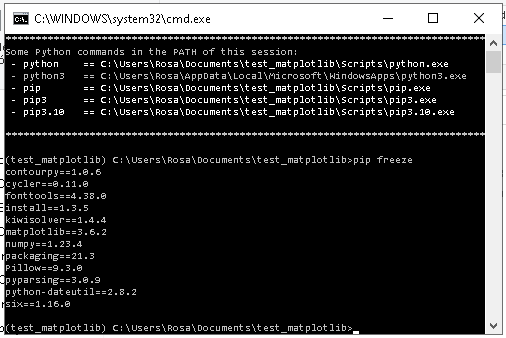 C:\WINDOWS\system32\cmd.exe
Some Python commands in the PATH of this session:
- python == C:\Users\Rosa\Documents\test_matplotlib\Scripts\python.exe
- python3 == C:\Users\Rosa\AppData\Local\Microsoft\WindowsApps\python3.exe
- pip == C:\Users\Rosa\Documents\test_matplotlib\Scripts\pip.exe
- pip3 == C:\Users\Rosa\Documents\test_matplotlib\Scripts\pip3.exe
- pip3.10 == C:\Users\Rosa\Documents\test_matplotlib\Scripts\pip3.10.exe
(test_matplotlib) C:\Users\Rosa\Documents\test_matplotlib>pip freeze
contourpy==1.0.6
cycler==0.11.0
fonttools==4.38.0
install==1.3.5
kiwisolver==1.4.4
matplotlib==3.6.2
numpy==1.23.4
packaging==21.3
Pillow==9.3.0
pyparsing==3.0.9
python-dateutil==2.8.2
six==1.16.0
(test_matplotlib) C:\Users\Rosa\Documents\test_matplotlib>